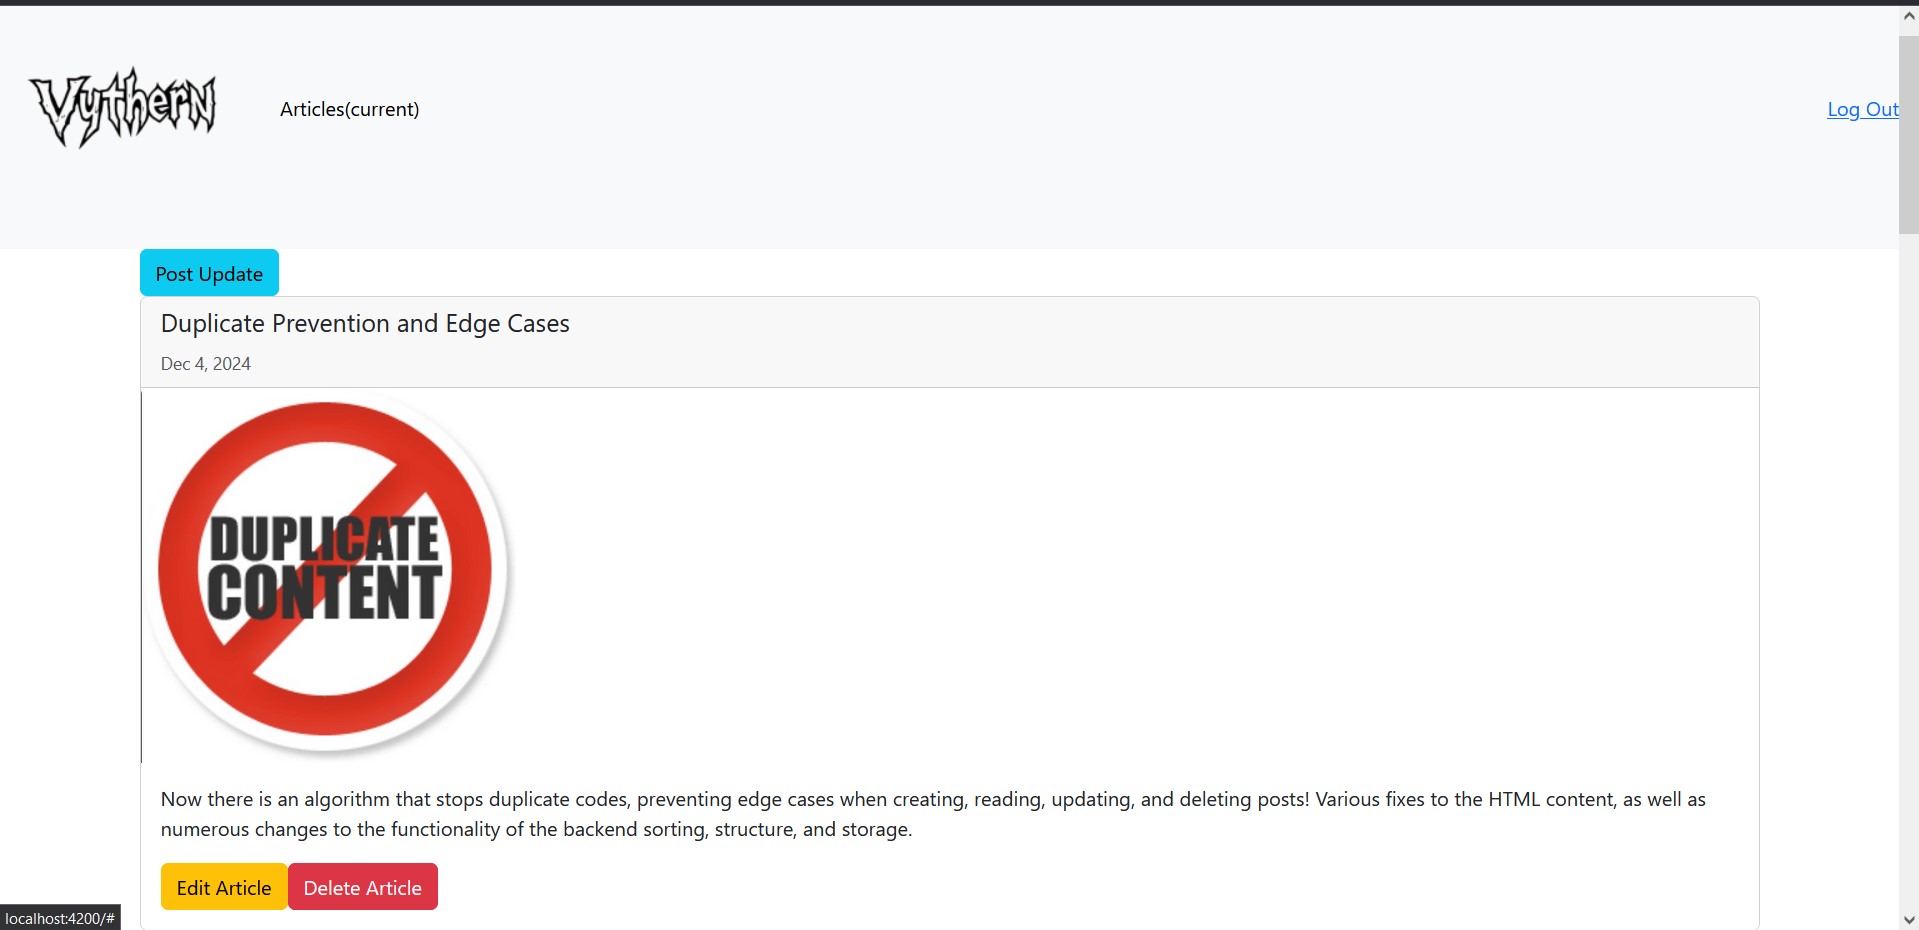 Vythern
Articles(current)
Log Out
Post Update
Duplicate Prevention and Edge Cases
Dec 4, 2024
DUPLICATE
CONTENT
Now there is an algorithm that stops duplicate codes, preventing edge cases when creating, reading, updating, and deleting posts! Various fixes to the HTML content, as well as
numerous changes to the functionality of the backend sorting, structure, and storage.
Edit Article
Delete Article
localhost:4200/#